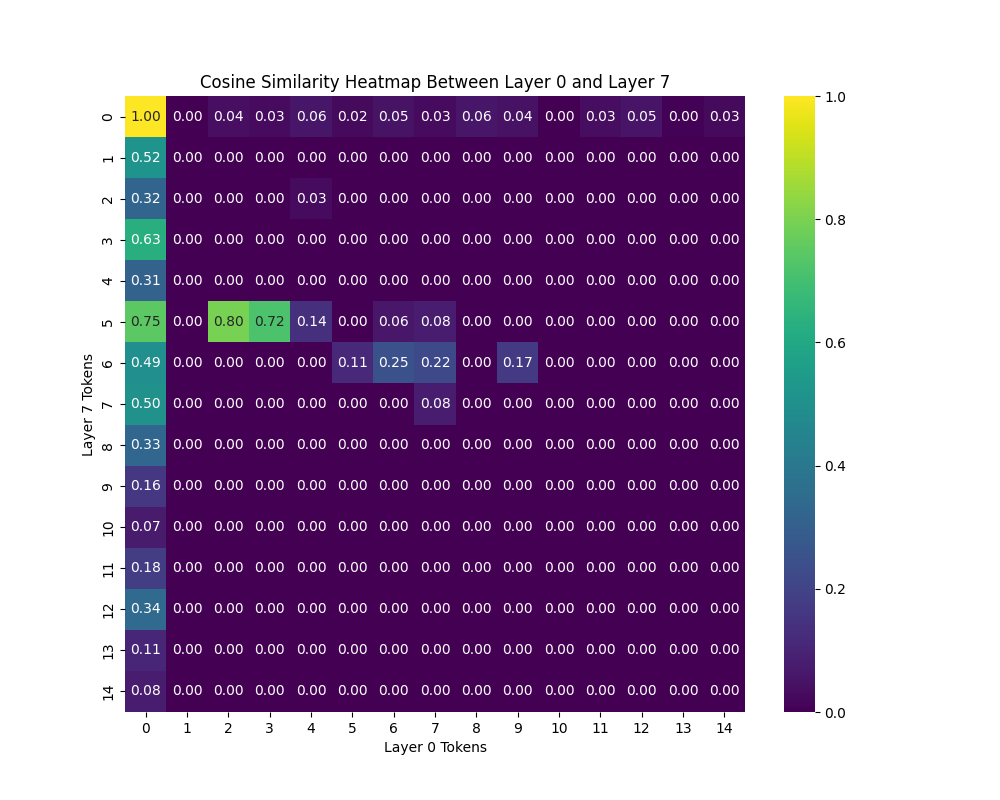 Cosine Similarity Heatmap Between Layer 0 and Layer 7
0 1.00 0.00 0.04 0.03 0.06 0.02 0.05 0.03 0.06 0.04 0.00 0.03 0.05 0.00 0.03
1 0.52 0.00 0.00 0.00 0.00 0.00 0.00 0.00 0.00 0.00 0.00 0.00 0.00 0.00 0.00
2 0.32 0.00 0.00 0.00 0.03 0.00 0.00 0.00 0.00 0.00 0.00 0.00 0.00 0.00 0.00
3 0.63 0.00 0.00 0.00 0.00 0.00 0.00 0.00 0.00 0.00 0.00 0.00 0.00 0.00 0.00
4 0.31 0.00 0.00 0.00 0.00 0.00 0.00 0.00 0.00 0.00 0.00 0.00 0.00 0.00 0.00
5 0.75 0.00 0.80 0.72 0.14 0.00 0.06 0.08 0.00 0.00 0.00 0.00 0.00 0.00 0.00
6 0.49 0.00 0.00 0.00 0.00 0.11 0.25 0.22 0.00 0.17 0.00 0.00 0.00 0.00 0.00
7 0.50 0.00 0.00 0.00 0.00 0.00 0.00 0.08 0.00 0.00 0.00 0.00 0.00 0.00 0.00
8 0.33 0.00 0.00 0.00 0.00 0.00 0.00 0.00 0.00 0.00 0.00 0.00 0.00 0.00 0.00
9 0.16 0.00 0.00 0.00 0.00 0.00 0.00 0.00 0.00 0.00 0.00 0.00 0.00 0.00 0.00
10 0.07 0.00 0.00 0.00 0.00 0.00 0.00 0.00 0.00 0.00 0.00 0.00 0.00 0.00 0.00
11 0.18 0.00 0.00 0.00 0.00 0.00 0.00 0.00 0.00 0.00 0.00 0.00 0.00 0.00 0.00
12 0.34 0.00 0.00 0.00 0.00 0.00 0.00 0.00 0.00 0.00 0.00 0.00 0.00 0.00 0.00
13 0.11 0.00 0.00 0.00 0.00 0.00 0.00 0.00 0.00 0.00 0.00 0.00 0.00 0.00 0.00
14 0.08 0.00 0.00 0.00 0.00 0.00 0.00 0.00 0.00 0.00 0.00 0.00 0.00 0.00 0.00
0 1 2 3 4 5 6 7 8 9 10 11 12 13 14
Layer 0 Tokens
Layer 7 Tokens
1.0
0.8
0.6
0.4
0.2
0.0